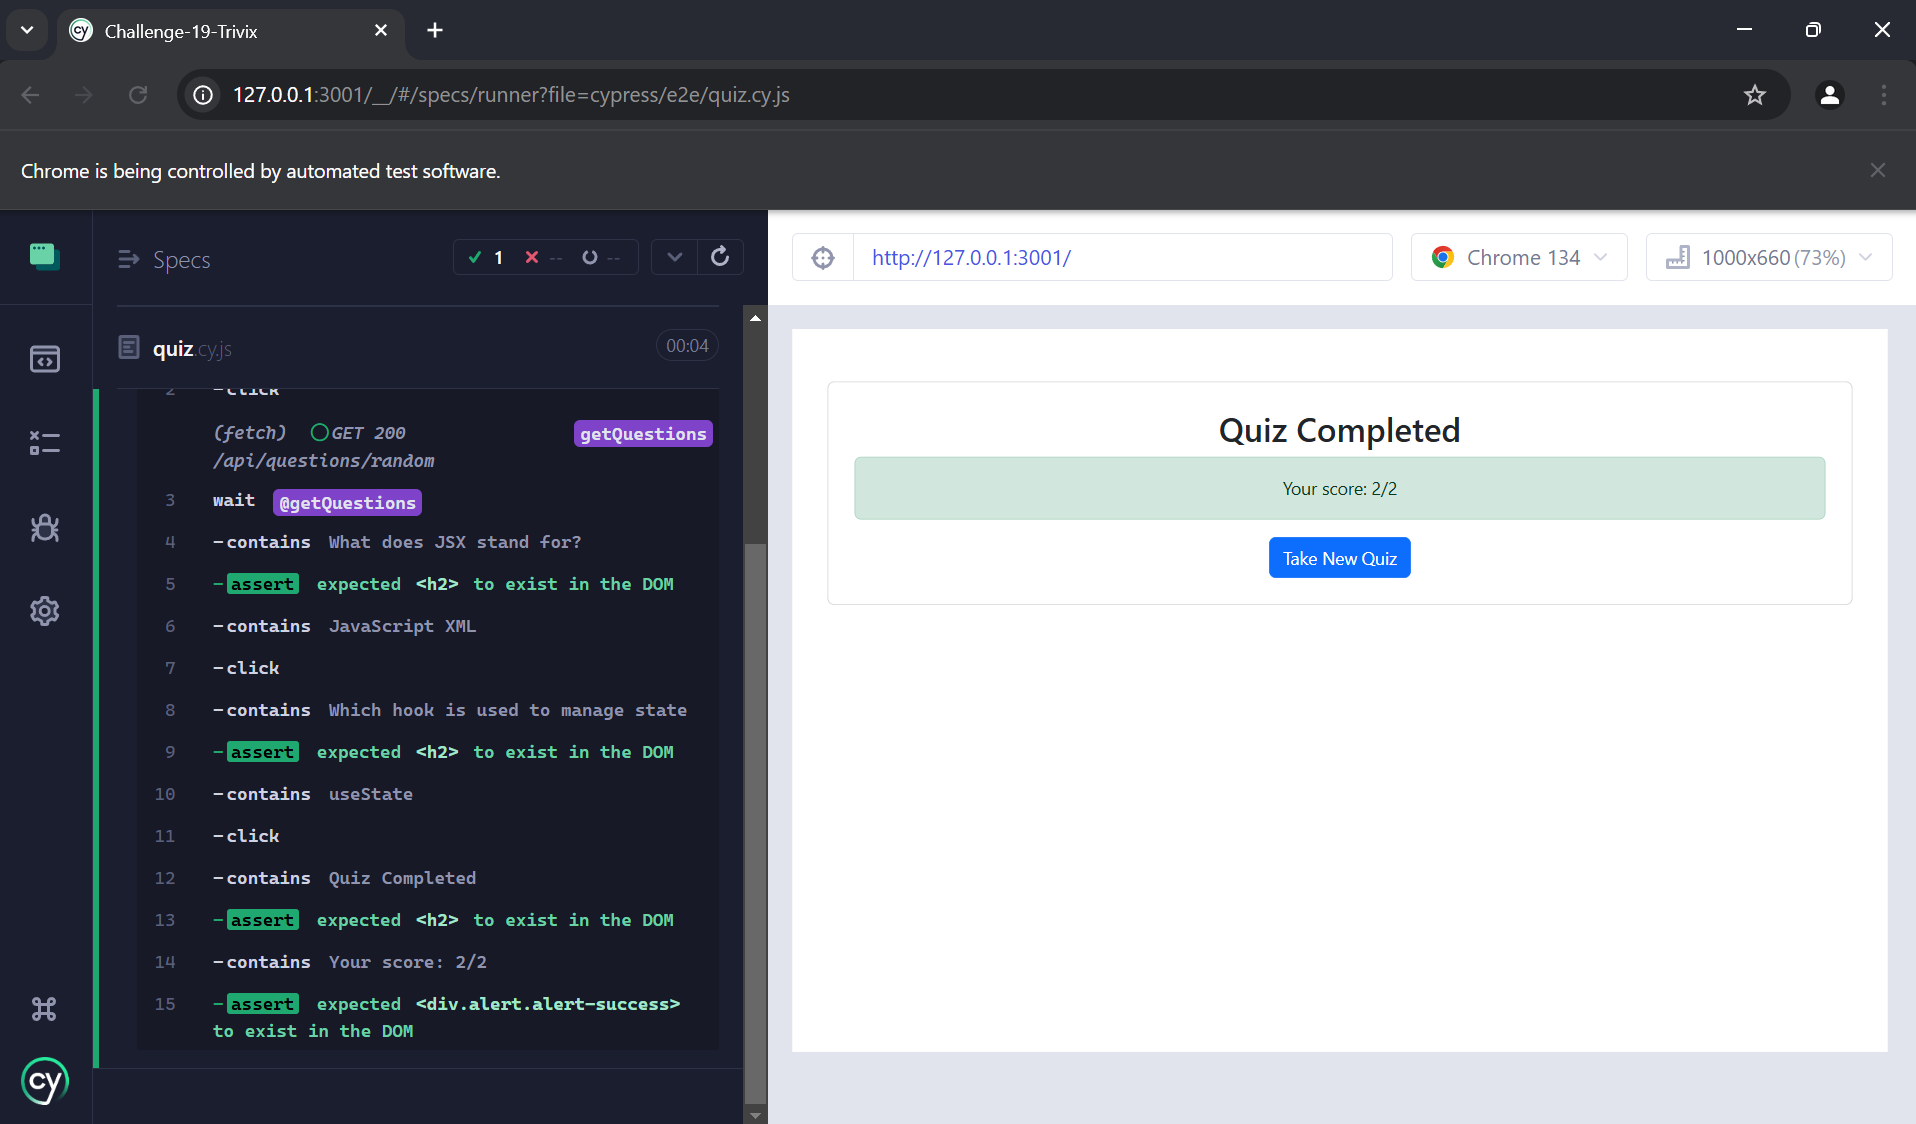 Challenge-19-Trivix
127.0.0.1:3001/__/#/specs/runner?file=cypress/e2e/quiz.cy.js
Chrome is being controlled by automated test software.
Specs
1 -- --
http://127.0.0.1:3001/
Chrome 134
1000x660 (73%)
quiz.cy.js
00:04
2 -click
(fetch) GET 200 getQuestions
/api/questions/random
3 wait @getQuestions
4 -contains What does JSX stand for?
5 -assert expected <h2> to exist in the DOM
6 -contains JavaScript XML
7 -click
8 -contains Which hook is used to manage state
9 -assert expected <h2> to exist in the DOM
10 -contains useState
11 -click
12 -contains Quiz Completed
13 -assert expected <h2> to exist in the DOM
14 -contains Your score: 2/2
15 -assert expected <div.alert.alert-success>
to exist in the DOM
cy
Quiz Completed
Your score: 2/2
Take New Quiz